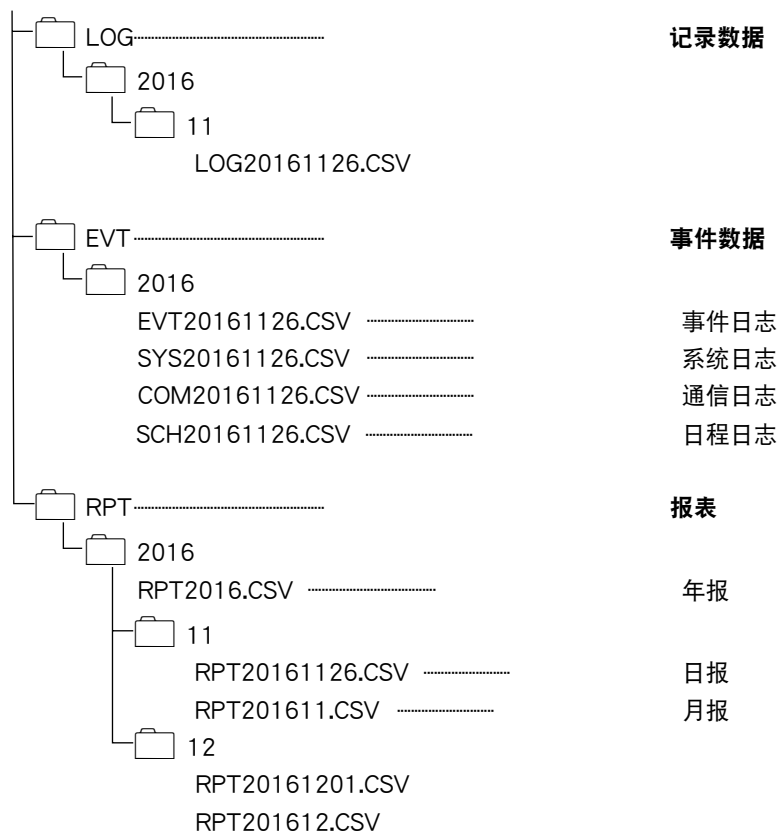 LOG 记录数据
2016
11
LOG20161126.CSV
EVT 事件数据
2016
EVT20161126.CSV 事件日志
SYS20161126.CSV 系统日志
COM20161126.CSV 通信日志
SCH20161126.CSV 日程日志
RPT 报表
2016
RPT2016.CSV 年报
11
RPT20161126.CSV 日报
RPT201611.CSV 月报
12
RPT20161201.CSV
RPT201612.CSV